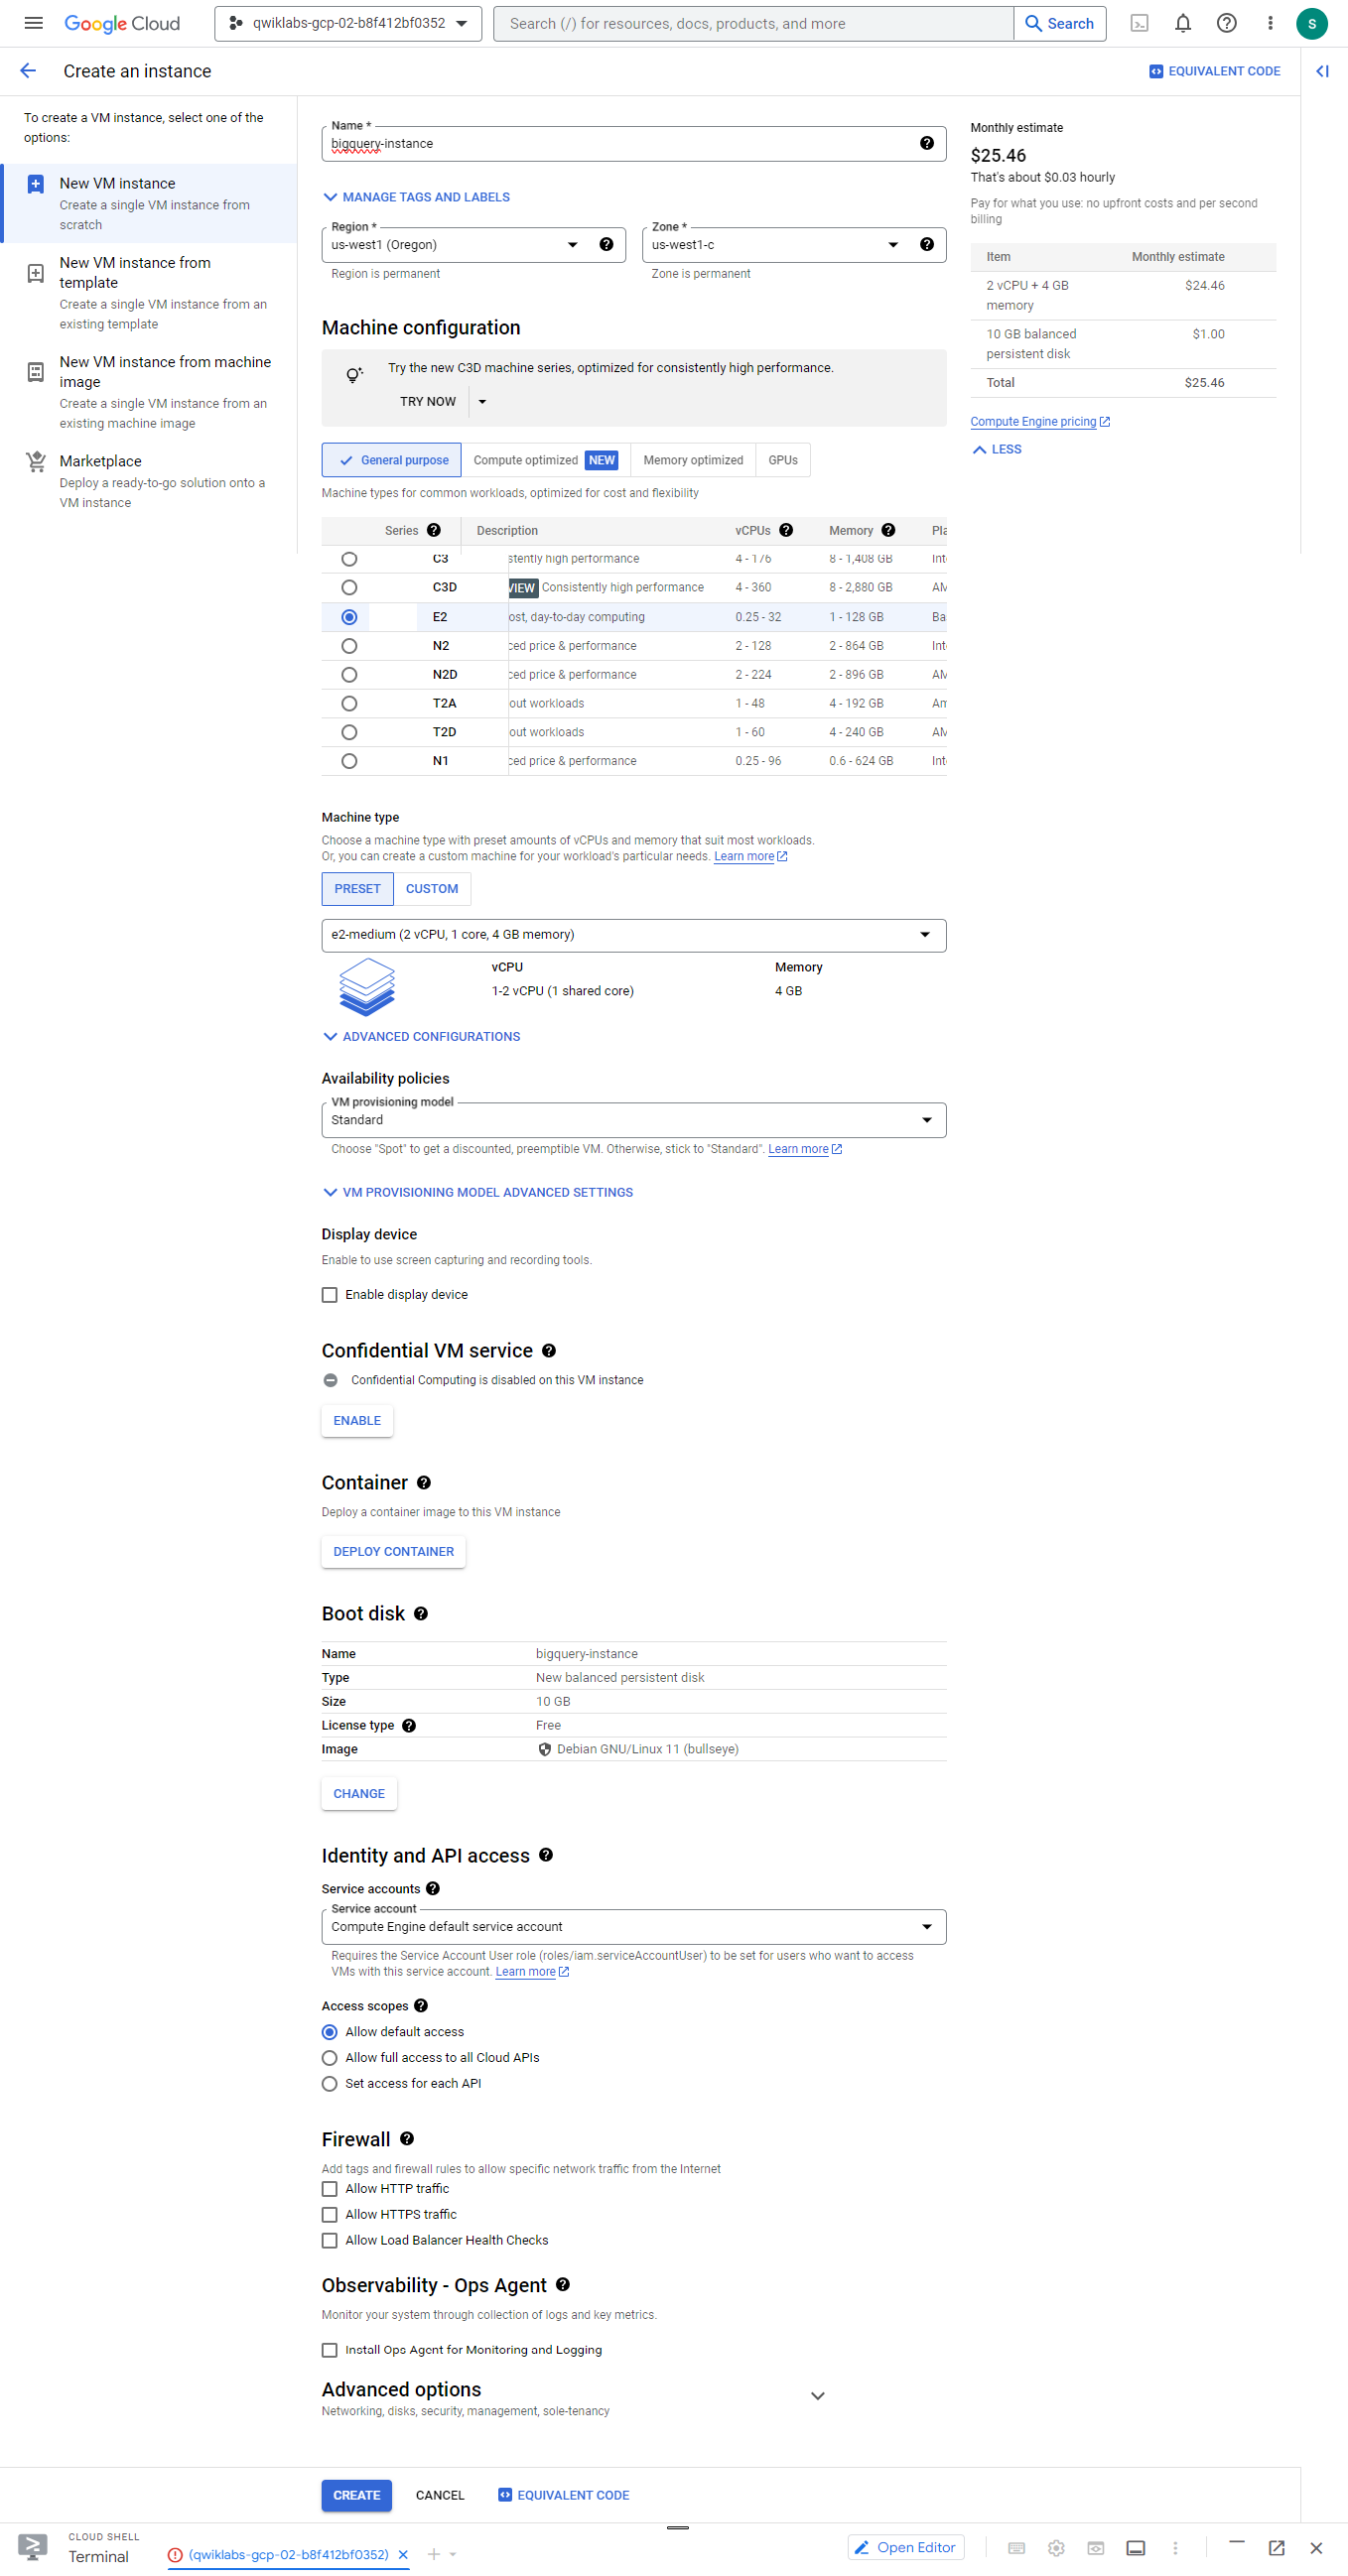 Google Cloud
qwiklabs-gcp-02-b8f412bf0352
Search (/) for resources, docs, products, and more
Search
S
Create an instance
EQUIVALENT CODE
To create a VM instance, select one of the
options:
New VM instance
Create a single VM instance from
scratch
New VM instance from
template
Create a single VM instance from an
existing template
New VM instance from machine
image
Create a single VM instance from an
existing machine image
Marketplace
Deploy a ready-to-go solution onto a
VM instance
Name *
bigquery-instance
MANAGE TAGS AND LABELS
Region *
us-west1 (Oregon)
Region is permanent
Zone *
us-west1-c
Zone is permanent
Machine configuration
Try the new C3D machine series, optimized for consistently high performance.
TRY NOW
General purpose
Compute optimized NEW
Memory optimized
GPUs
Machine types for common workloads, optimized for cost and flexibility
Series Description vCPUs Memory Pla
C3 stently high performance 4 - 176 8 - 1,408 GB Int
C3D VIEW Consistently high performance 4 - 360 8 - 2,880 GB AM
E2 ost, day-to-day computing 0.25 - 32 1 - 128 GB Ba
N2 ced price & performance 2 - 128 2 - 864 GB Int
N2D ced price & performance 2 - 224 2 - 896 GB AM
T2A out workloads 1 - 48 4 - 192 GB Am
T2D out workloads 1 - 60 4 - 240 GB AM
N1 ced price & performance 0.25 - 96 0.6 - 624 GB Int
Machine type
Choose a machine type with preset amounts of vCPUs and memory that suit most workloads.
Or, you can create a custom machine for your workload's particular needs. Learn more
PRESET
CUSTOM
e2-medium (2 vCPU, 1 core, 4 GB memory)
vCPU
1-2 vCPU (1 shared core)
Memory
4 GB
ADVANCED CONFIGURATIONS
Availability policies
VM provisioning model
Standard
Choose "Spot" to get a discounted, preemptible VM. Otherwise, stick to "Standard". Learn more
VM PROVISIONING MODEL ADVANCED SETTINGS
Display device
Enable to use screen capturing and recording tools.
Enable display device
Confidential VM service
Confidential Computing is disabled on this VM instance
ENABLE
Container
Deploy a container image to this VM instance
DEPLOY CONTAINER
Boot disk
Name bigquery-instance
Type New balanced persistent disk
Size 10 GB
License type Free
Image Debian GNU/Linux 11 (bullseye)
CHANGE
Identity and API access
Service accounts
Service account
Compute Engine default service account
Requires the Service Account User role (roles/iam.serviceAccountUser) to be set for users who want to access
VMs with this service account. Learn more
Access scopes
Allow default access
Allow full access to all Cloud APIs
Set access for each API
Firewall
Add tags and firewall rules to allow specific network traffic from the Internet
Allow HTTP traffic
Allow HTTPS traffic
Allow Load Balancer Health Checks
Observability - Ops Agent
Monitor your system through collection of logs and key metrics.
Install Ops Agent for Monitoring and Logging
Advanced options
Networking, disks, security, management, sole-tenancy
CREATE
CANCEL
EQUIVALENT CODE
Monthly estimate
$25.46
That's about $0.03 hourly
Pay for what you use: no upfront costs and per second
billing
Item Monthly estimate
2 vCPU + 4 GB $24.46
memory
10 GB balanced $1.00
persistent disk
Total $25.46
Compute Engine pricing
LESS
CLOUD SHELL
Terminal
(qwiklabs-gcp-02-b8f412bf0352)
Open Editor